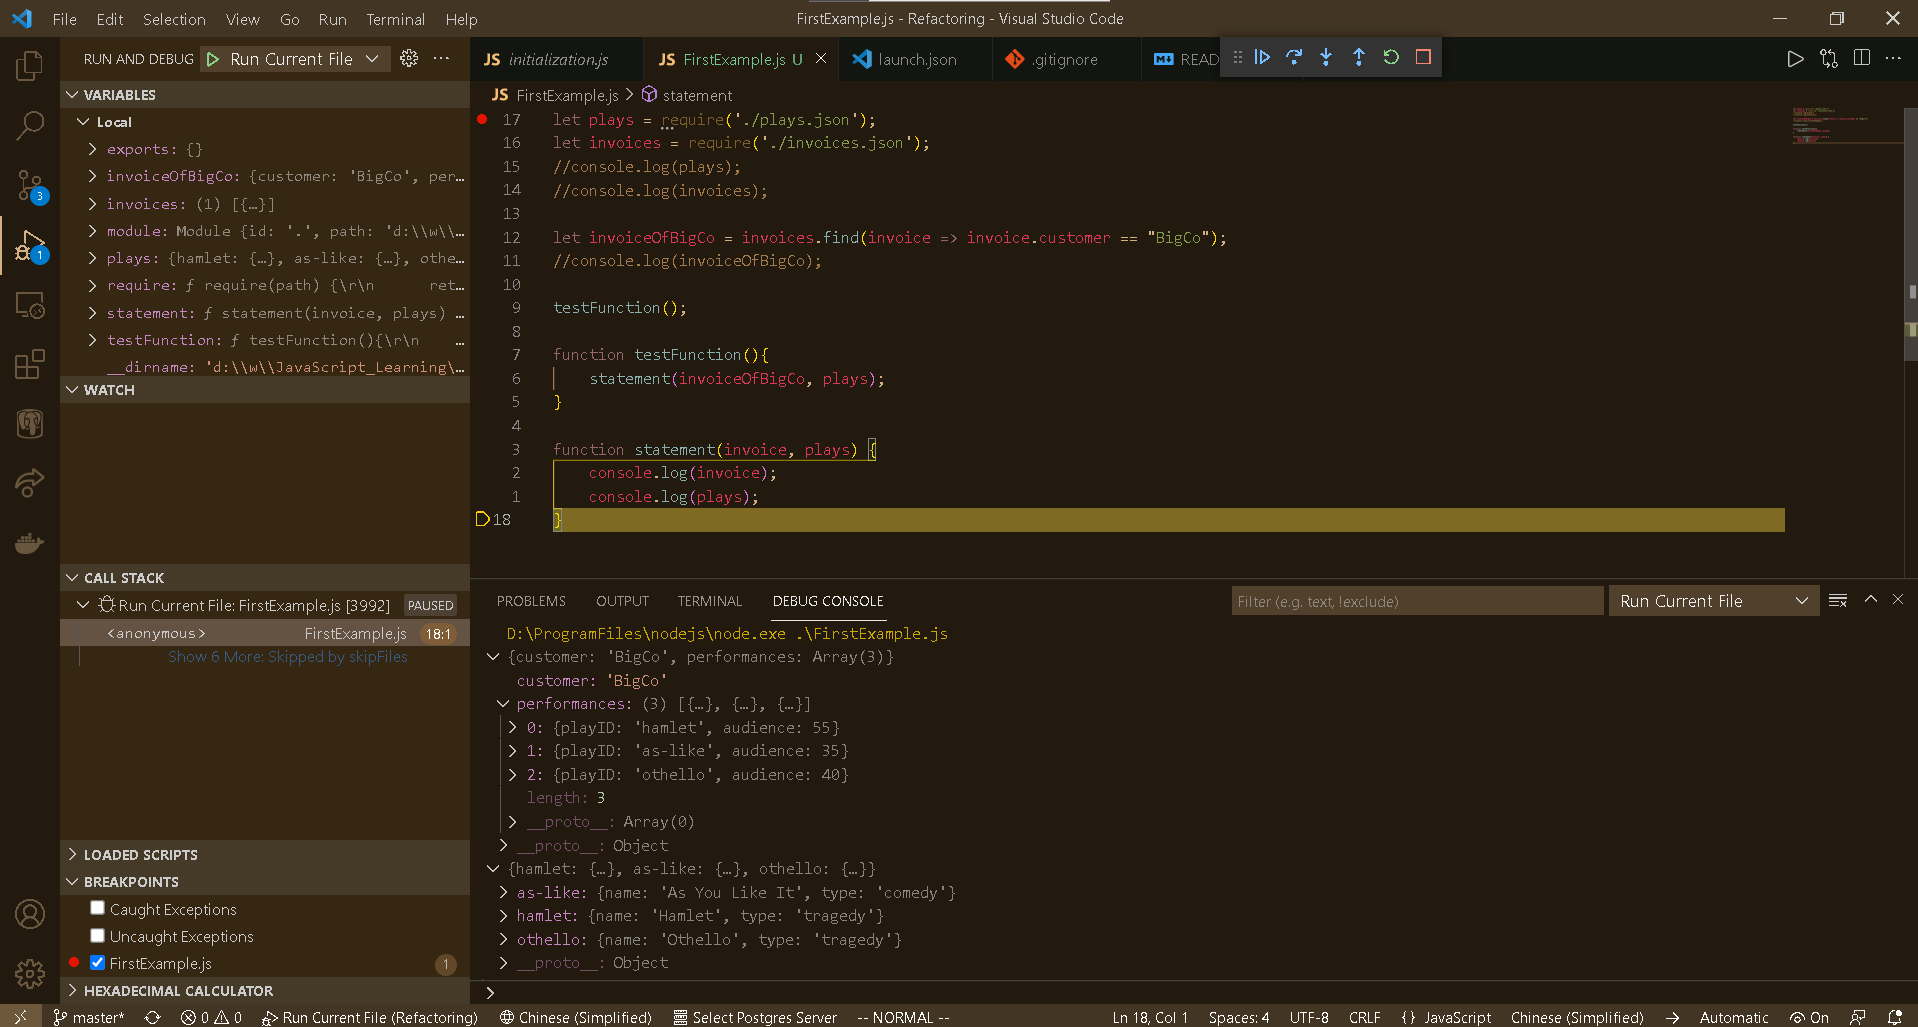 File Edit Selection View Go Run Terminal Help
FirstExample.js - Refactoring - Visual Studio Code
RUN AND DEBUG Run Current File ...
VARIABLES
Local
exports: {}
invoiceOfBigCo: {customer: 'BigCo', per…
invoices: (1) [{…}]
module: Module {id: '.', path: 'd:\\w\\…
plays: {hamlet: {…}, as-like: {…}, othe…
require: ƒ require(path) {\r\n      ret…
statement: ƒ statement(invoice, plays) …
testFunction: ƒ testFunction(){\r\n    …
__dirname: 'd:\\w\\JavaScript_Learning\…
WATCH
CALL STACK
Run Current File: FirstExample.js [3992] PAUSED
<anonymous> FirstExample.js 18:1
Show 6 More: Skipped by skipFiles
LOADED SCRIPTS
BREAKPOINTS
Caught Exceptions
Uncaught Exceptions
FirstExample.js 1
HEXADECIMAL CALCULATOR
3
1
JS initialization.js JS FirstExample.js U launch.json .gitignore READ
JS FirstExample.js > statement
17 let plays = require('./plays.json');
16 let invoices = require('./invoices.json');
15 //console.log(plays);
14 //console.log(invoices);
13
12 let invoiceOfBigCo = invoices.find(invoice => invoice.customer == "BigCo");
11 //console.log(invoiceOfBigCo);
10
9 testFunction();
8
7 function testFunction(){
6     statement(invoiceOfBigCo, plays);
5 }
4
3 function statement(invoice, plays) {
2     console.log(invoice);
1     console.log(plays);
18 }
PROBLEMS OUTPUT TERMINAL DEBUG CONSOLE Filter (e.g. text, !exclude) Run Current File
D:\ProgramFiles\nodejs\node.exe .\FirstExample.js
{customer: 'BigCo', performances: Array(3)}
customer: 'BigCo'
performances: (3) [{…}, {…}, {…}]
0: {playID: 'hamlet', audience: 55}
1: {playID: 'as-like', audience: 35}
2: {playID: 'othello', audience: 40}
length: 3
__proto__: Array(0)
__proto__: Object
{hamlet: {…}, as-like: {…}, othello: {…}}
as-like: {name: 'As You Like It', type: 'comedy'}
hamlet: {name: 'Hamlet', type: 'tragedy'}
othello: {name: 'Othello', type: 'tragedy'}
__proto__: Object
>
master* 0 0 Run Current File (Refactoring) Chinese (Simplified) Select Postgres Server -- NORMAL -- Ln 18, Col 1 Spaces: 4 UTF-8 CRLF {} JavaScript Chinese (Simplified) Automatic On